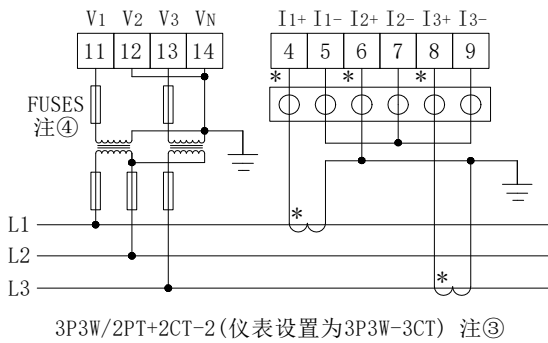 V1 V2 V3 VN I1+ I1- I2+ I2- I3+ I3-
11 12 13 14 4 5 6 7 8 9
* * *
FUSES
注④
*
L1
L2
L3
*
3P3W/2PT+2CT-2(仪表设置为3P3W-3CT) 注③